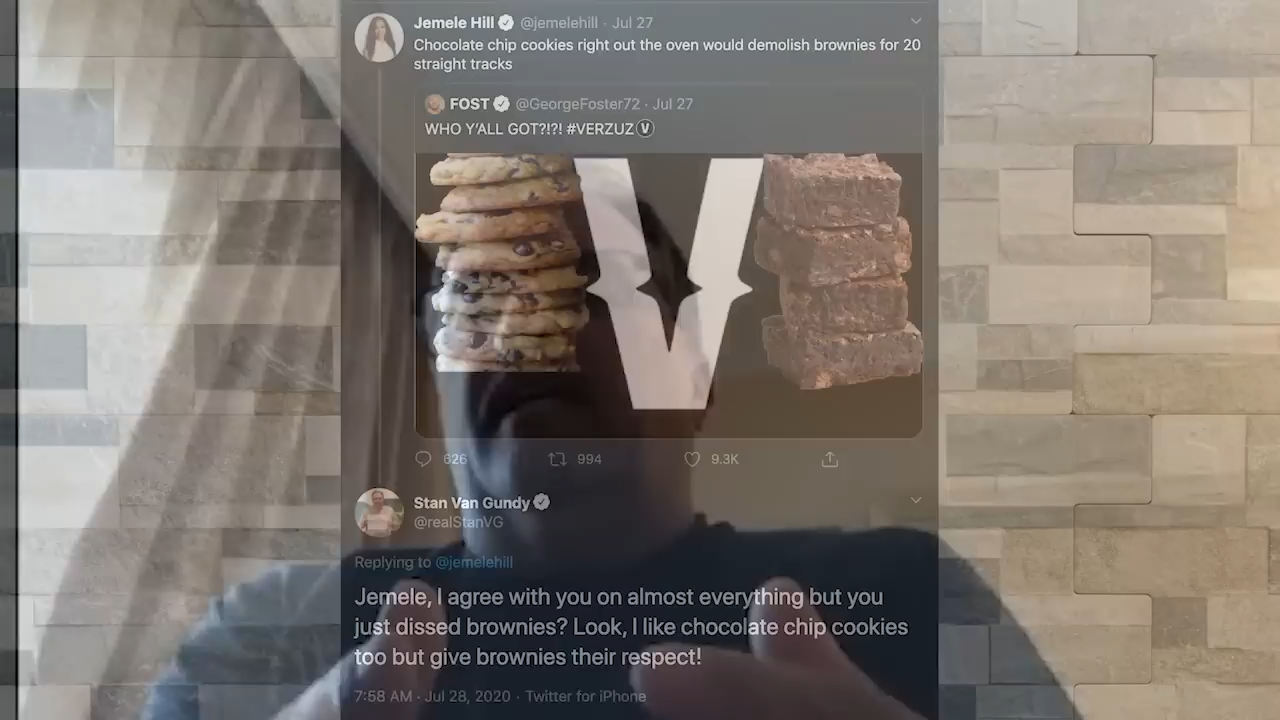 Jemele Hill @jemelehill · Jul 27
Chocolate chip cookies right out the oven would demolish brownies for 20
straight tracks
FOST @GeorgeFoster72 · Jul 27
WHO Y'ALL GOT?!?! #VERZUZ V
V
626 994 9.3K
Stan Van Gundy
@realStanVG
Replying to @jemelehill
Jemele, I agree with you on almost everything but you
just dissed brownies? Look, I like chocolate chip cookies
too but give brownies their respect!
7:58 AM · Jul 28, 2020 · Twitter for iPhone